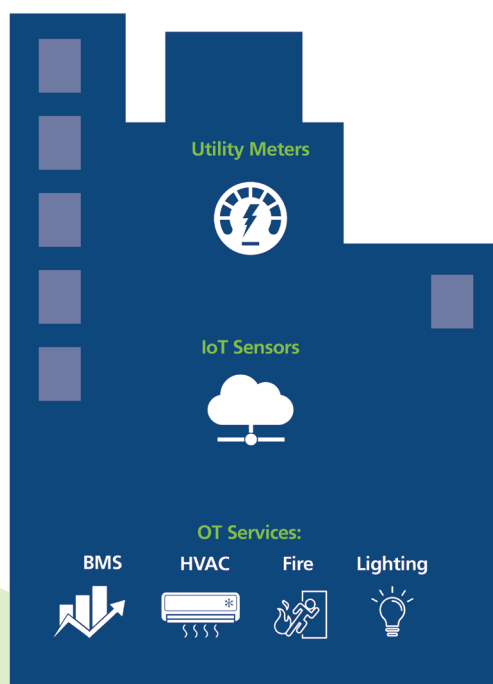 Utility Meters
IoT Sensors
OT Services:
BMS HVAC Fire Lighting